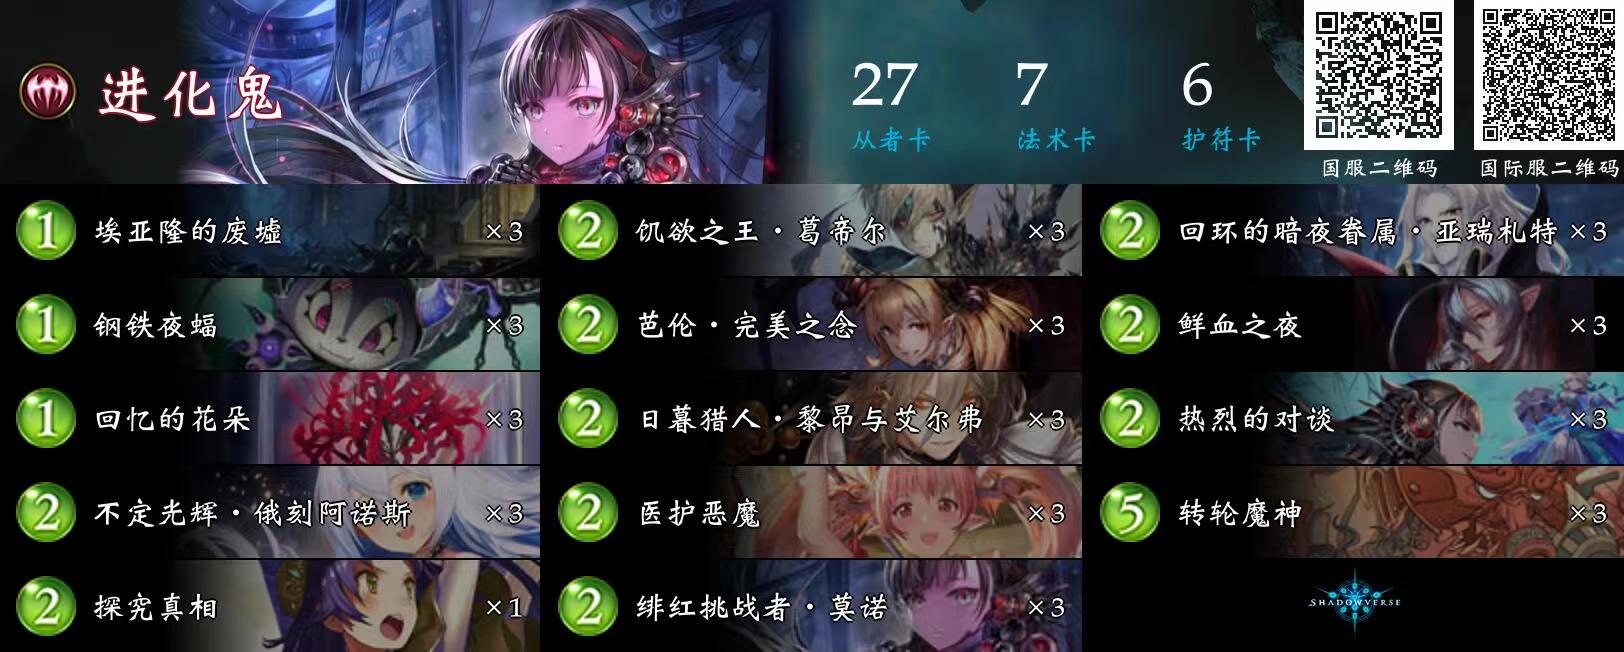 进化鬼
27
从者卡
7
法术卡
6
护符卡
国服二维码
国际服二维码
1 埃亚隆的废墟 ×3
1 钢铁夜蝠 ×3
1 回忆的花朵 ×3
2 不定光辉·俄刻阿诺斯 ×3
2 探究真相 ×1
2 饥欲之王·葛帝尔 ×3
2 芭伦·完美之念 ×3
2 日暮猎人·黎昂与艾尔弗 ×3
2 医护恶魔 ×3
2 绯红挑战者·莫诺 ×3
2 回环的暗夜眷属·亚瑞札特 ×3
2 鲜血之夜 ×3
2 热烈的对谈 ×3
5 转轮魔神 ×3
SHADOWVERSE